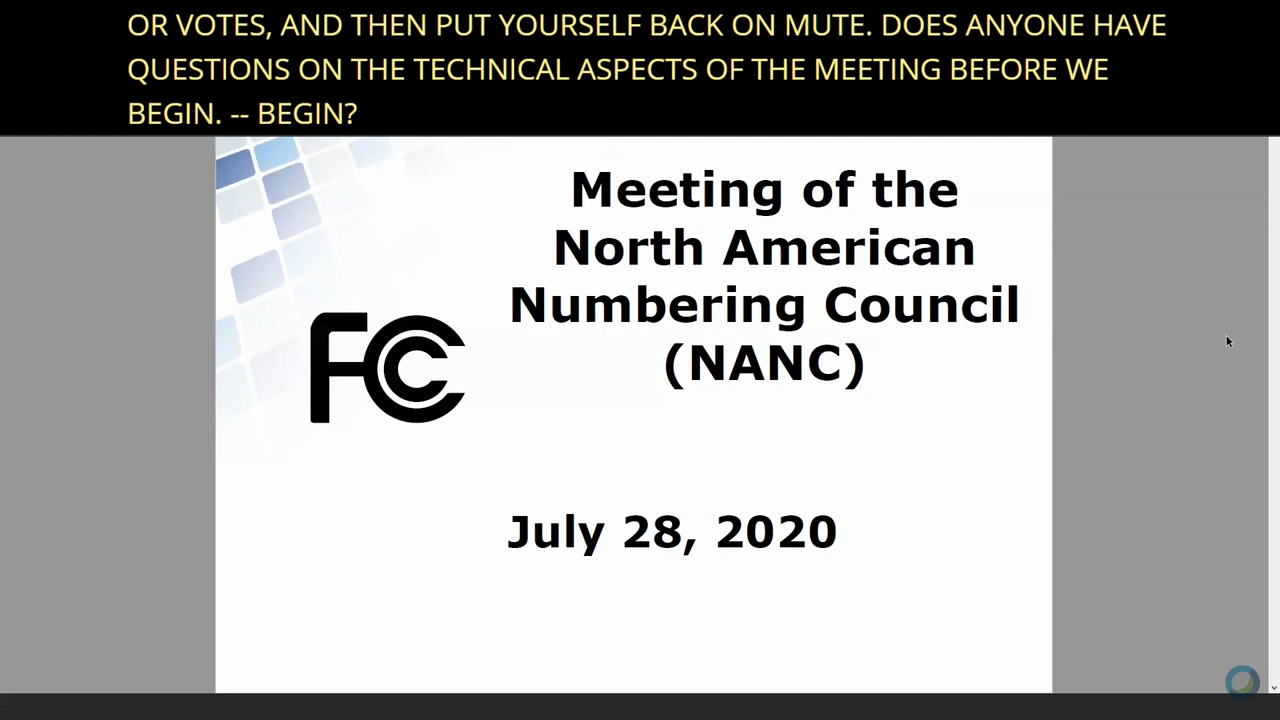 OR VOTES, AND THEN PUT YOURSELF BACK ON MUTE. DOES ANYONE HAVE
QUESTIONS ON THE TECHNICAL ASPECTS OF THE MEETING BEFORE WE
BEGIN. -- BEGIN?
Meeting of the
North American
Numbering Council
(NANC)
FCC
July 28, 2020